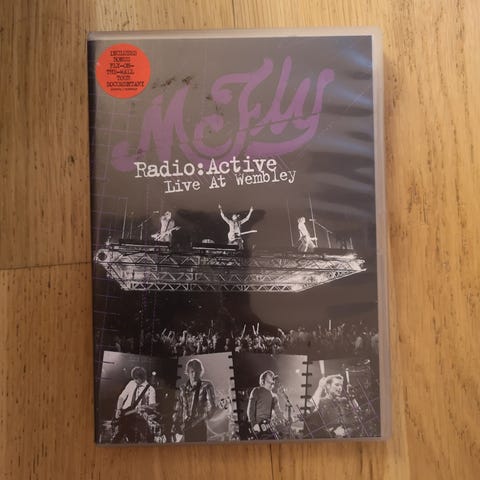 INCLUDES
BONUS
FLY-ON-
THE-WALL
TOUR
DOCUMENTARY
McFly
Radio:Active
Live At Wembley